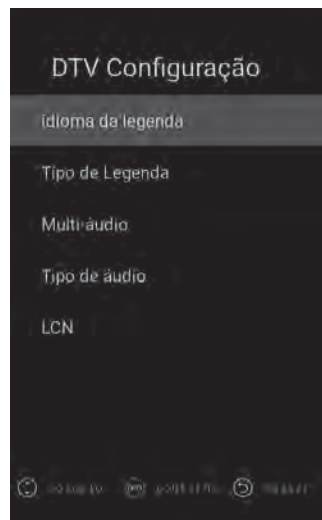 DTV Configuração
idioma da legenda
Tipo de Legenda
Multi-áudio
Tipo de áudio
LCN